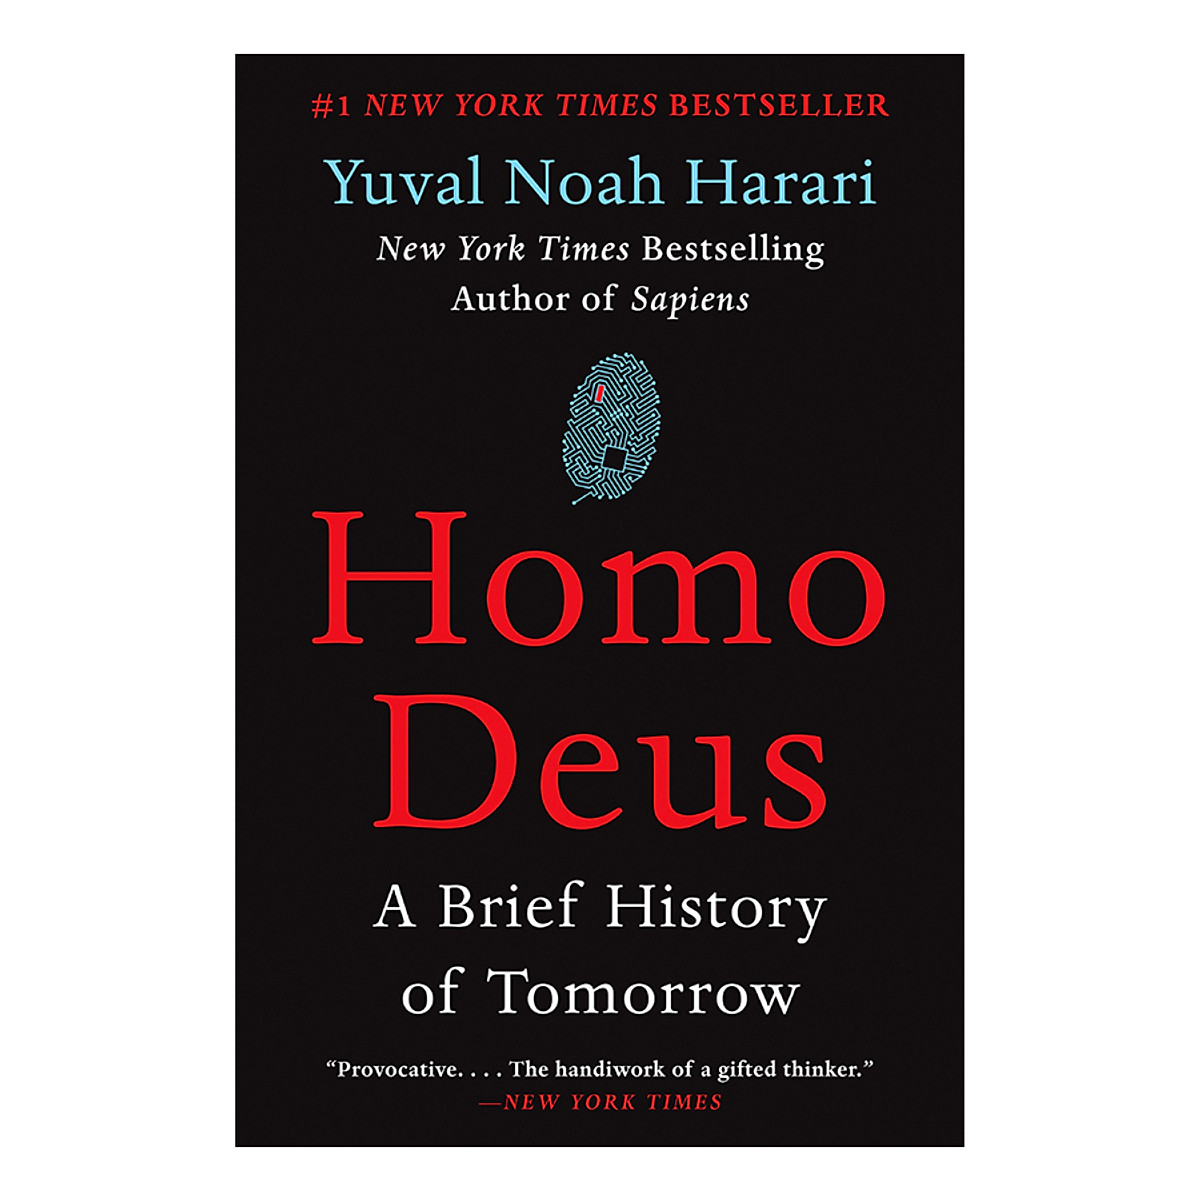 #1 NEW YORK TIMES BESTSELLER
Yuval Noah Harari
New York Times Bestselling
Author of Sapiens
Homo
Deus
A Brief History
of Tomorrow
“Provocative. . . . The handiwork of a gifted thinker.”
—NEW YORK TIMES